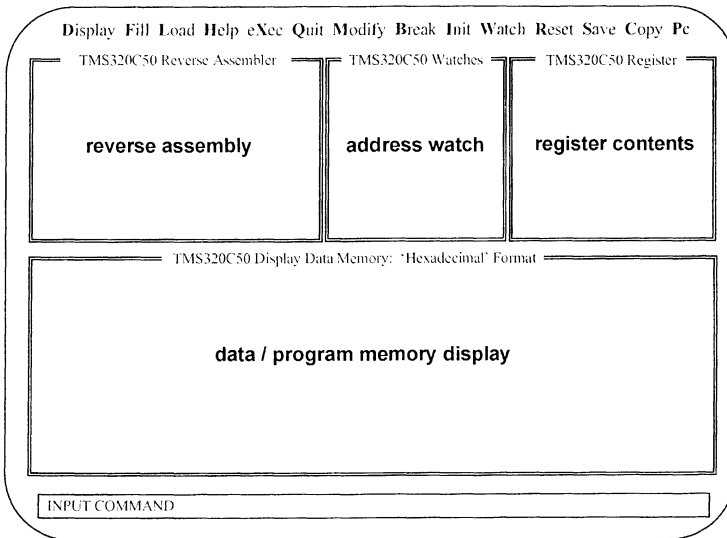 Display Fill Load Help eXec Quit Modify Break Init Watch Reset Save Copy Pc
TMS320C50 Reverse Assembler TMS320C50 Watches TMS320C50 Register
reverse assembly address watch register contents
TMS320C50 Display Data Memory: ‘Hexadecimal’ Format
data / program memory display
INPUT COMMAND